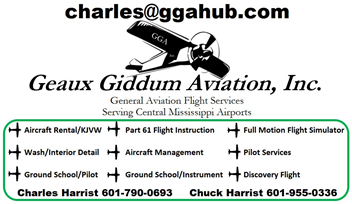 charles@ggahub.com
GGA
Geaux Giddum Aviation, Inc.
General Aviation Flight Services
Serving Central Mississippi Airports
Aircraft Rental/KJVW Part 61 Flight Instruction Full Motion Flight Simulator
Wash/Interior Detail Aircraft Management Pilot Services
Ground School/Pilot Ground School/Instrument Discovery Flight
Charles Harrist 601-790-0693 Chuck Harrist 601-955-0336